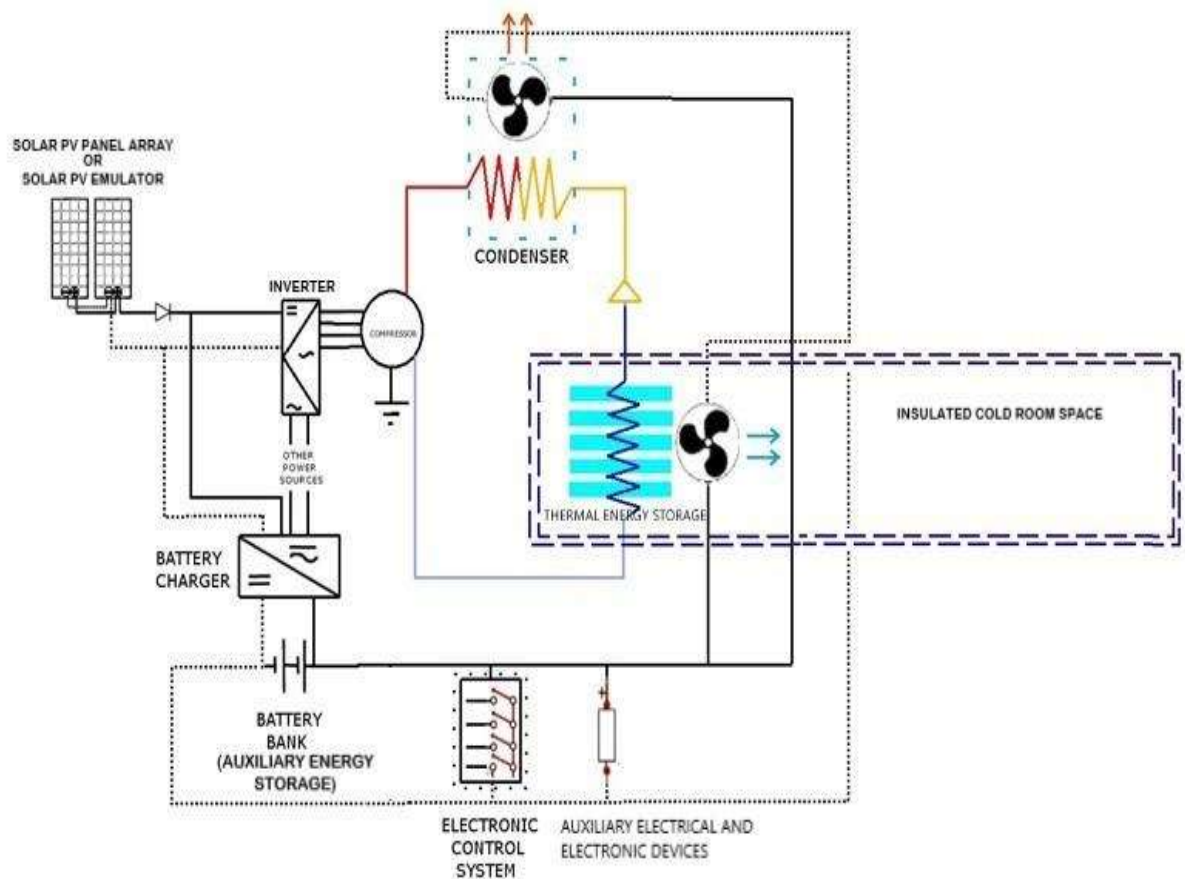 SOLAR PV PANEL ARRAY
OR
SOLAR PV EMULATOR
CONDENSER
INVERTER
COMPRESSOR
INSULATED COLD ROOM SPACE
OTHER
POWER
SOURCES
THERMAL ENERGY STORAGE
BATTERY
CHARGER
BATTERY
BANK
(AUXILIARY ENERGY
STORAGE)
ELECTRONIC
CONTROL
SYSTEM
AUXILIARY ELECTRICAL AND
ELECTRONIC DEVICES